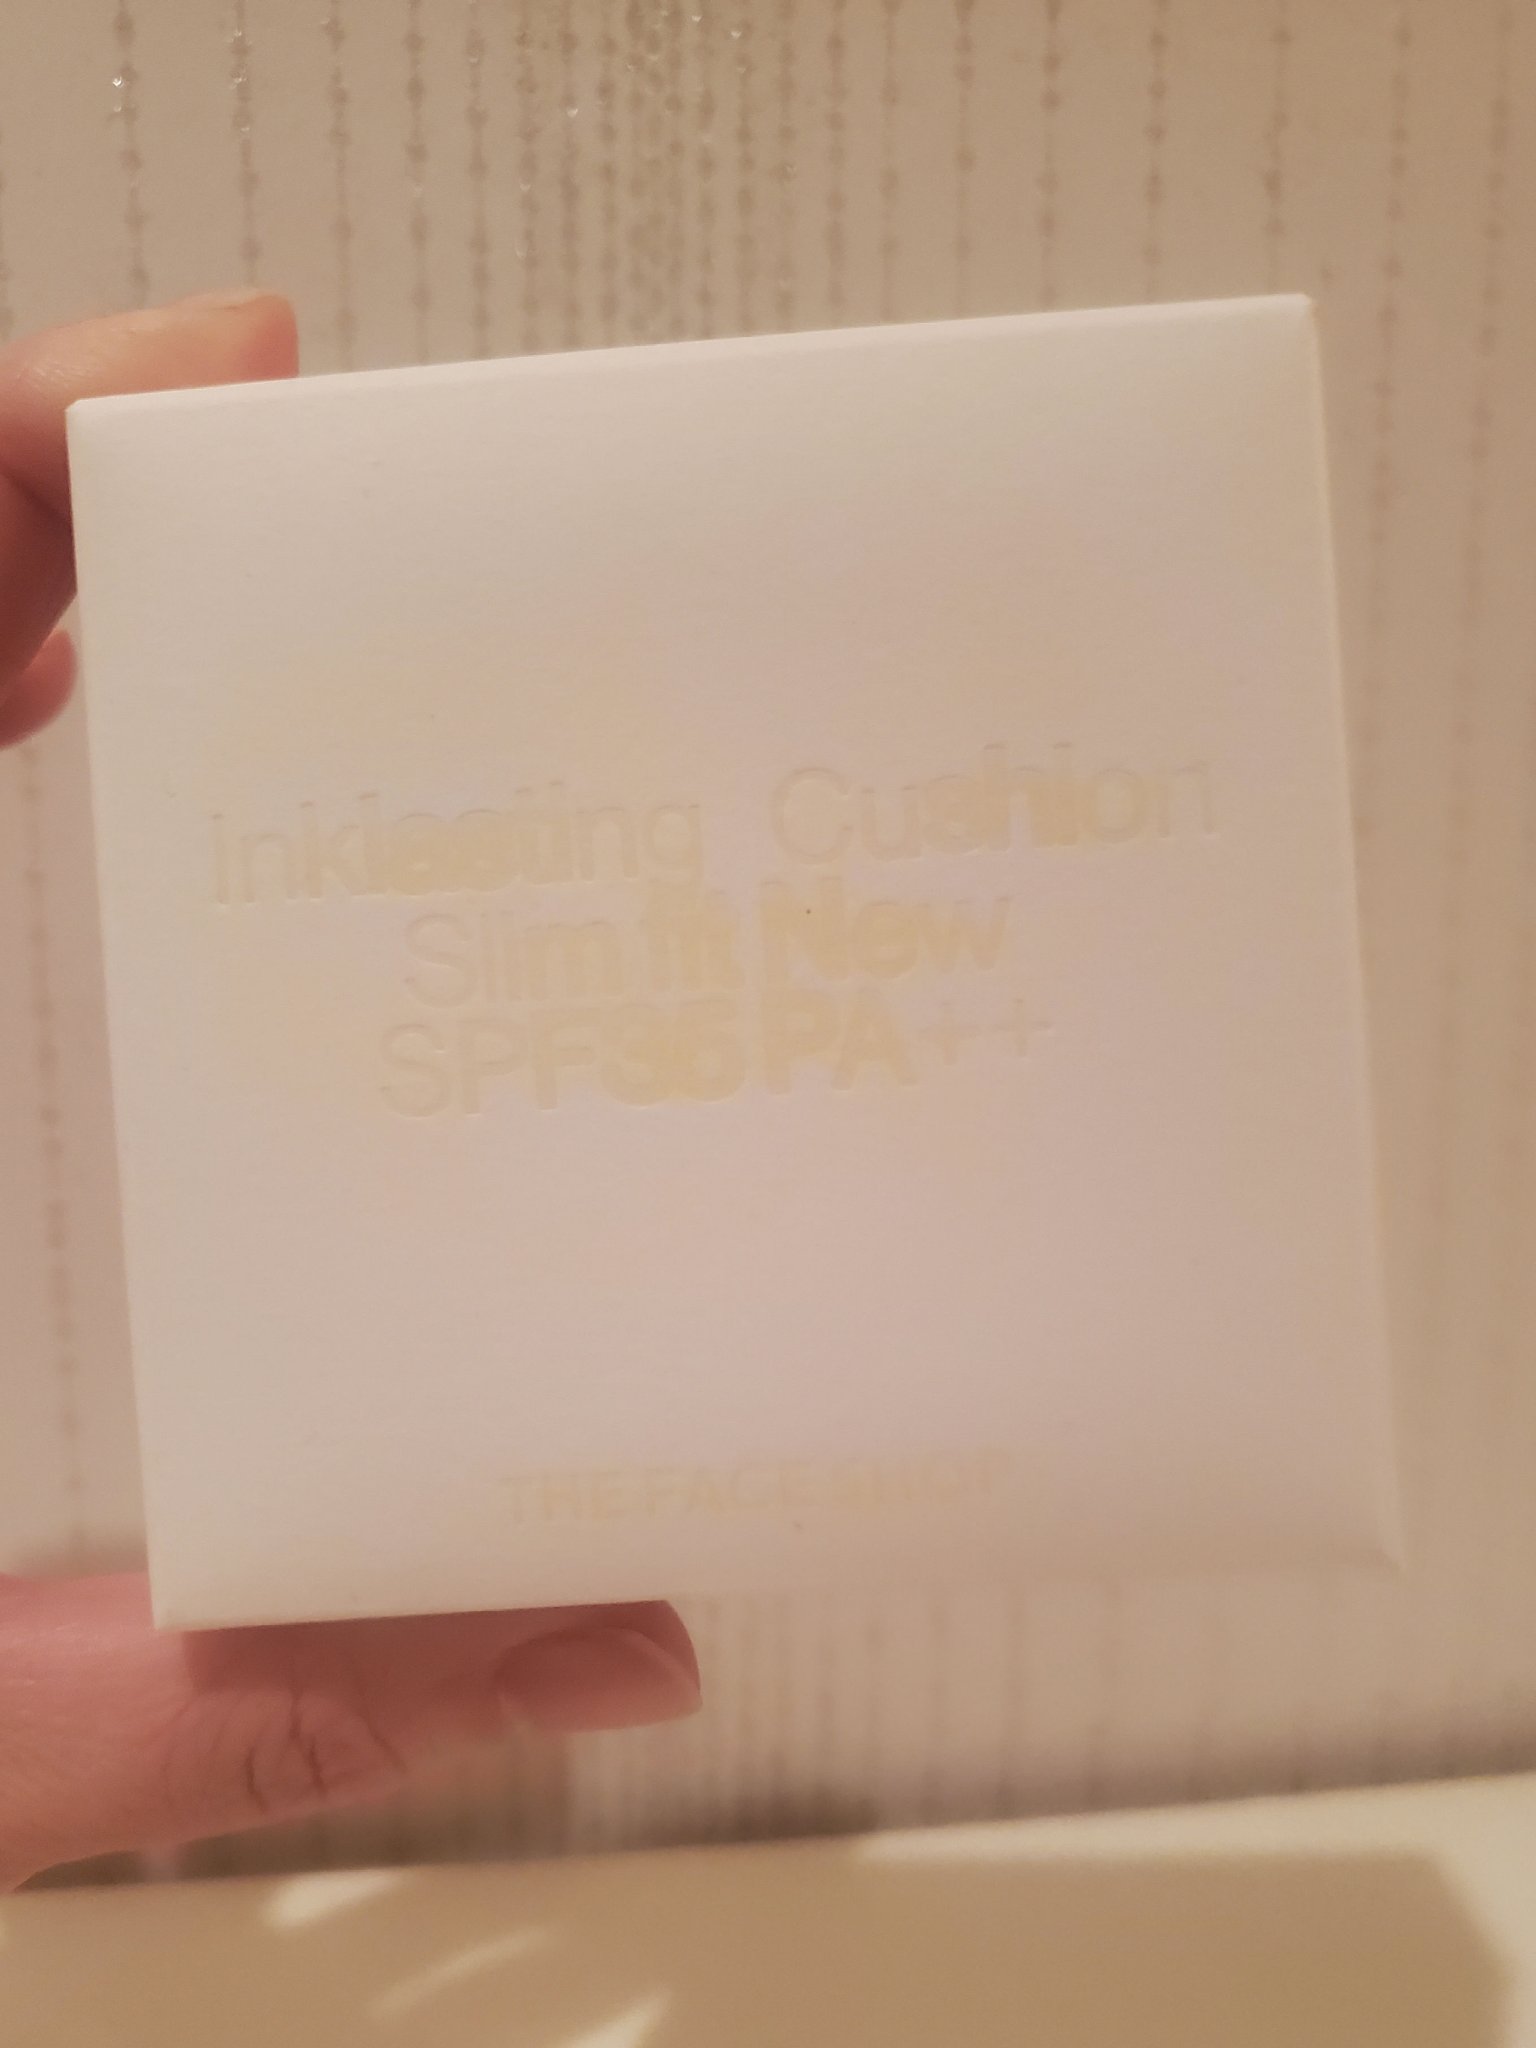 Inklasting Cushion
Slim fit New
SPF35 PA++
THE FACE SHOP